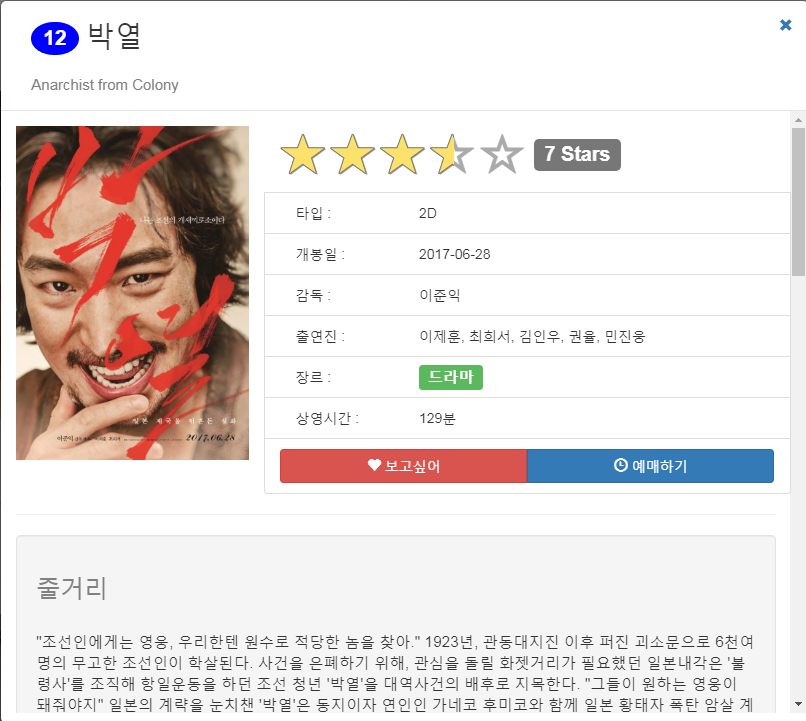 12 박열
Anarchist from Colony
박열
7 Stars
타입 : 2D
개봉일 : 2017-06-28
감독 : 이준익
출연진 : 이제훈, 최희서, 김인우, 권율, 민진웅
장르 : 드라마
상영시간 : 129분
일본 제국을 뒤흔든 실화
2017.06.28
보고싶어 예매하기
줄거리
"조선인에게는 영웅, 우리한텐 원수로 적당한 놈을 찾아." 1923년, 관동대지진 이후 퍼진 괴소문으로 6천여
명의 무고한 조선인이 학살된다. 사건을 은폐하기 위해, 관심을 돌릴 화젯거리가 필요했던 일본내각은 '불
령사'를 조직해 항일운동을 하던 조선 청년 '박열'을 대역사건의 배후로 지목한다. "그들이 원하는 영웅이
돼줘야지" 일본의 계략을 눈치챈 '박열'은 동지이자 연인인 가네코 후미코와 함께 일본 황태자 폭탄 암살 계